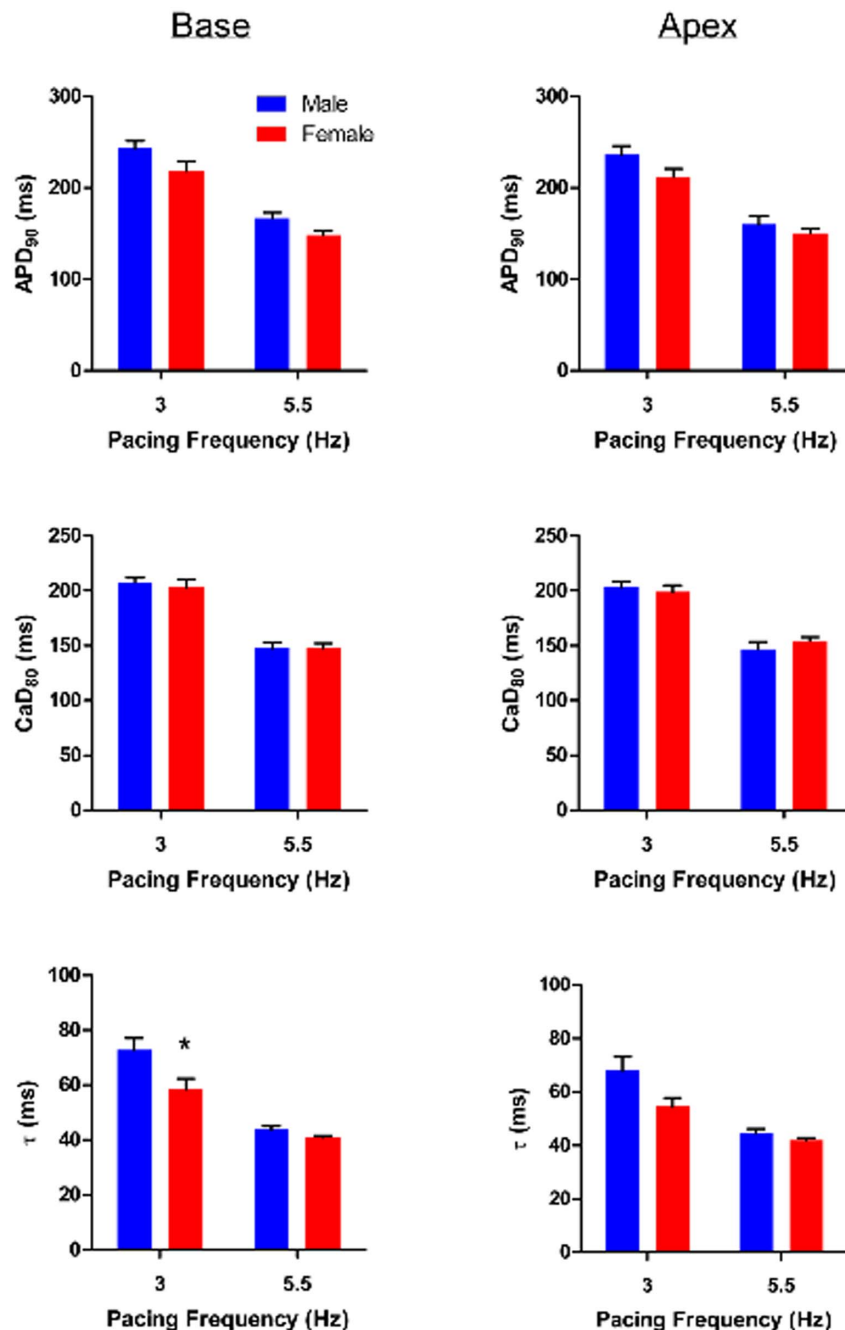 Base
Apex
300
200
100
0
APD90 (ms)
Male
Female
3
5.5
Pacing Frequency (Hz)
300
200
100
0
APD90 (ms)
3
5.5
Pacing Frequency (Hz)
250
200
150
100
50
0
CaD80 (ms)
3
5.5
Pacing Frequency (Hz)
250
200
150
100
50
0
CaD80 (ms)
3
5.5
Pacing Frequency (Hz)
100
80
60
40
20
0
τ (ms)
*
3
5.5
Pacing Frequency (Hz)
100
80
60
40
20
0
τ (ms)
3
5.5
Pacing Frequency (Hz)